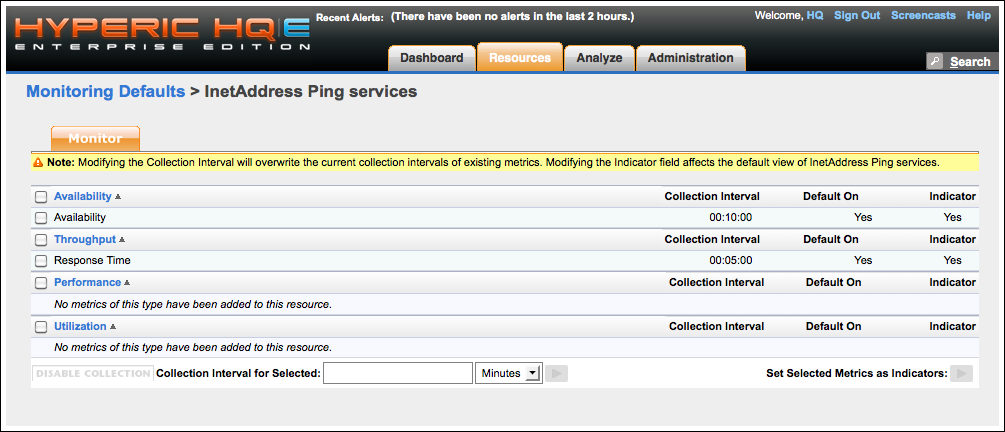 HYPERIC HQ|E
ENTERPRISE EDITION
Recent Alerts: (There have been no alerts in the last 2 hours.)
Welcome, HQ Sign Out Screencasts Help
Dashboard Resources Analyze Administration
Search
Monitoring Defaults > InetAddress Ping services
Monitor
Note: Modifying the Collection Interval will overwrite the current collection intervals of existing metrics. Modifying the Indicator field affects the default view of InetAddress Ping services.
Availability Collection Interval Default On Indicator
Availability 00:10:00 Yes Yes
Throughput Collection Interval Default On Indicator
Response Time 00:05:00 Yes Yes
Performance Collection Interval Default On Indicator
No metrics of this type have been added to this resource.
Utilization Collection Interval Default On Indicator
No metrics of this type have been added to this resource.
DISABLE COLLECTION Collection Interval for Selected: Minutes Set Selected Metrics as Indicators: